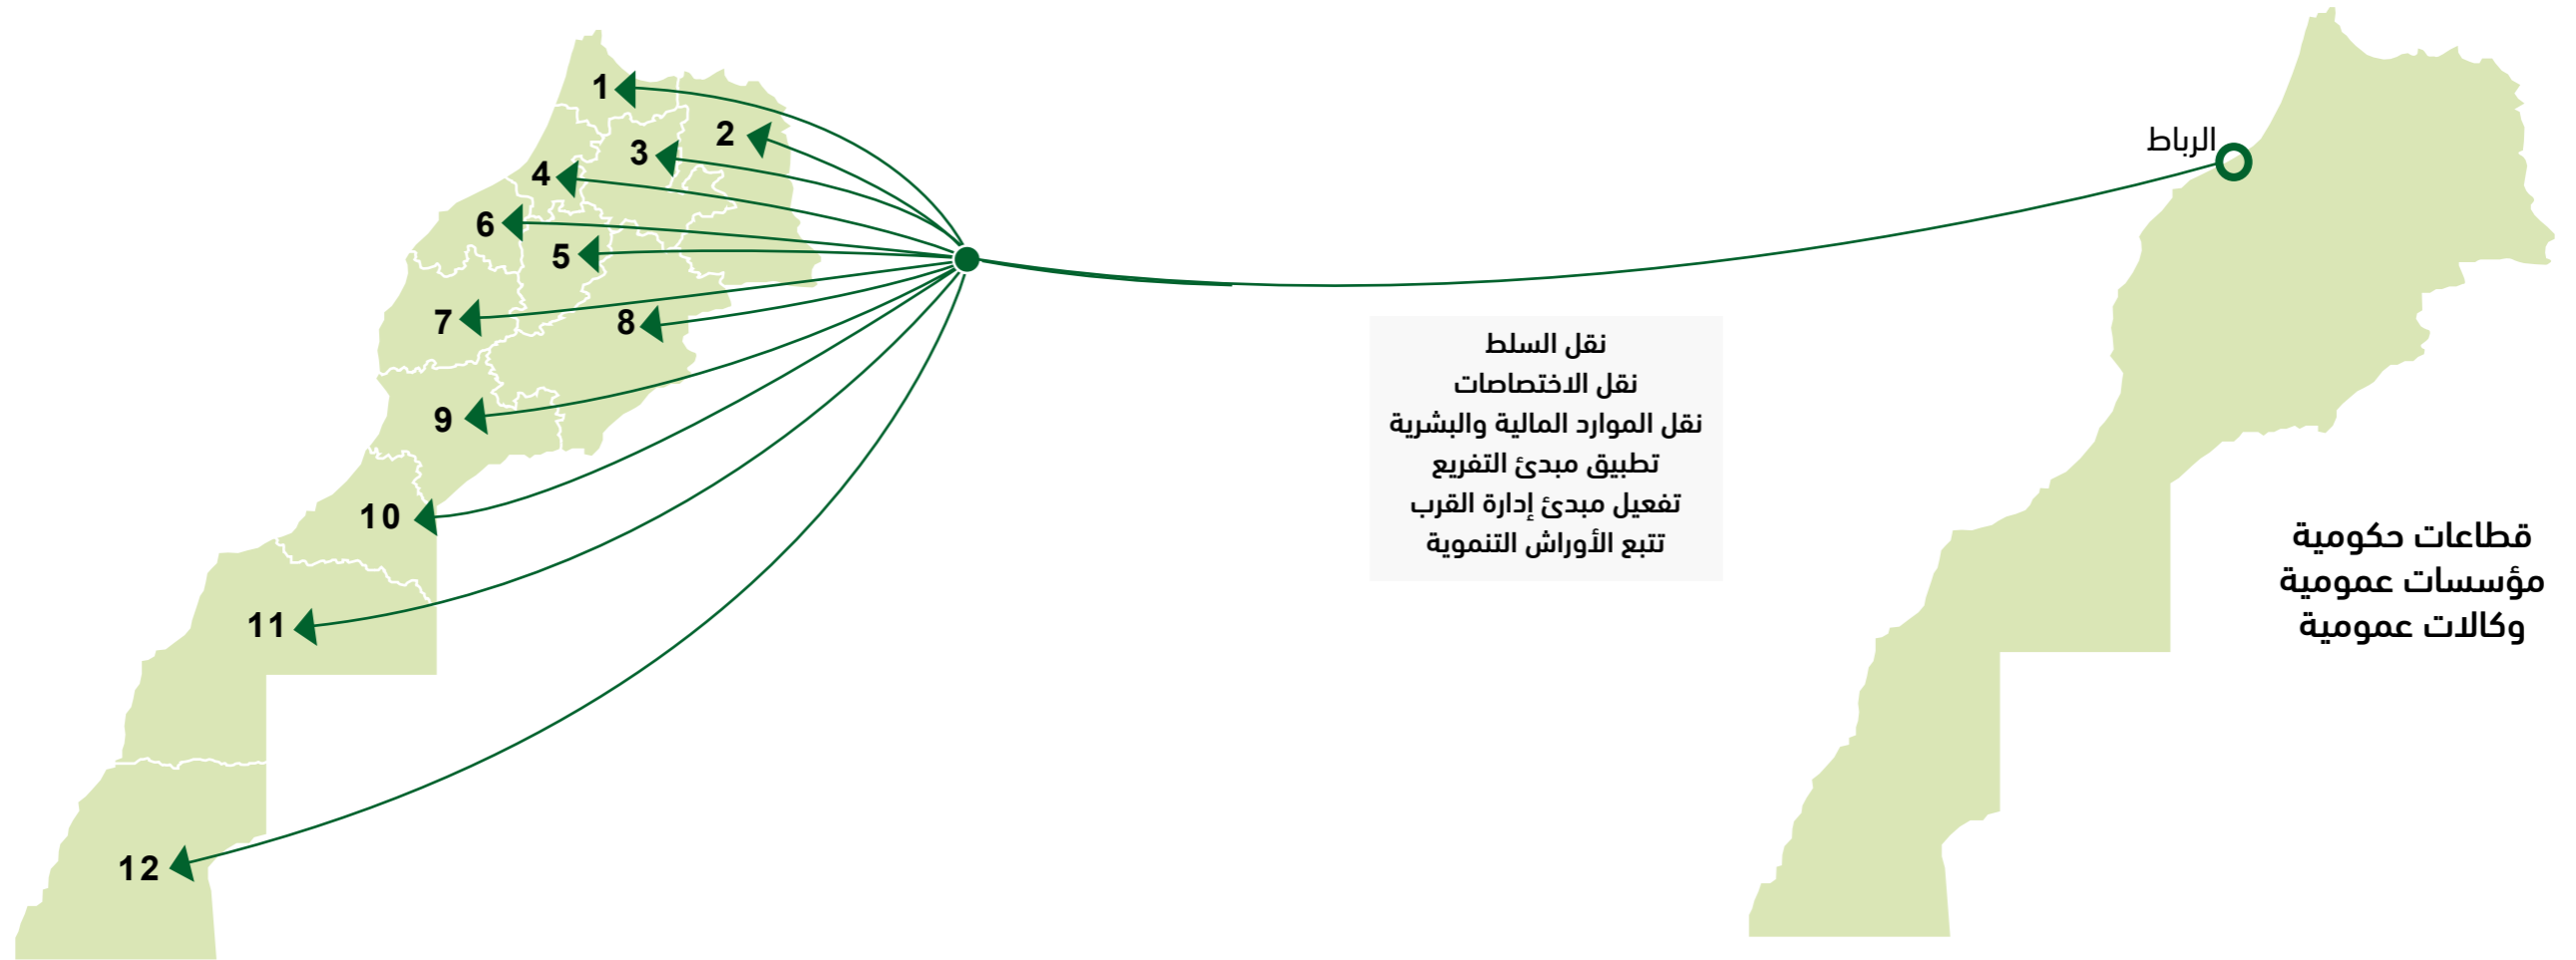 الرباط
قطاعات حكومية
مؤسسات عمومية
وكالات عمومية
نقل السلط
نقل الاختصاصات
نقل الموارد المالية والبشرية
تطبيق مبدئ التفريع
تفعيل مبدئ إدارة القرب
تتبع الأوراش التنموية
1
2
3
4
6
5
7
8
9
10
11
12